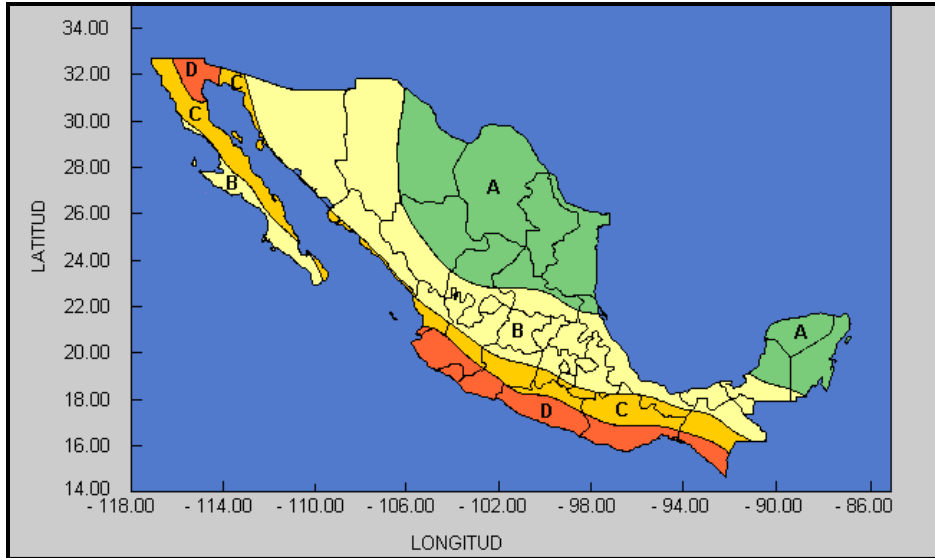 34.00
32.00
30.00
28.00
26.00
24.00
22.00
20.00
18.00
16.00
14.00
LATITUD
D
C
C
B
A
B
A
C
D
- 118.00 - 114.00 - 110.00 - 106.00 - 102.00 - 98.00 - 94.00 - 90.00 - 86.00
LONGITUD